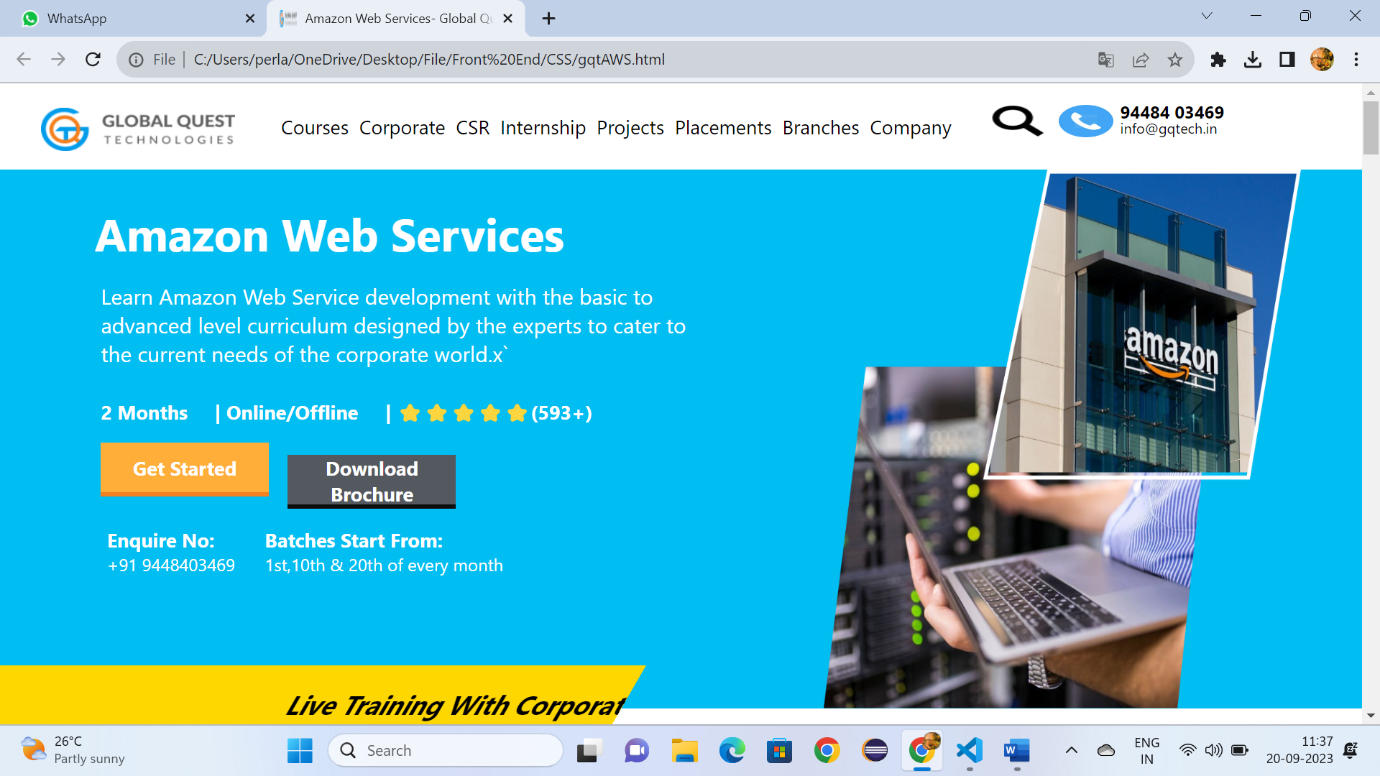 WhatsApp
Amazon Web Services- Global Qu
File | C:/Users/perla/OneDrive/Desktop/File/Front%20End/CSS/gqtAWS.html
GLOBAL QUEST
TECHNOLOGIES
Courses Corporate CSR Internship Projects Placements Branches Company
94484 03469
info@gqtech.in
Amazon Web Services
Learn Amazon Web Service development with the basic to
advanced level curriculum designed by the experts to cater to
the current needs of the corporate world.x`
2 Months | Online/Offline | (593+)
Get Started
Download
Brochure
Enquire No:
+91 9448403469
Batches Start From:
1st,10th & 20th of every month
amazon
Live Training With Corporat
26°C
Partly sunny
Search
ENG
IN
11:37
20-09-2023